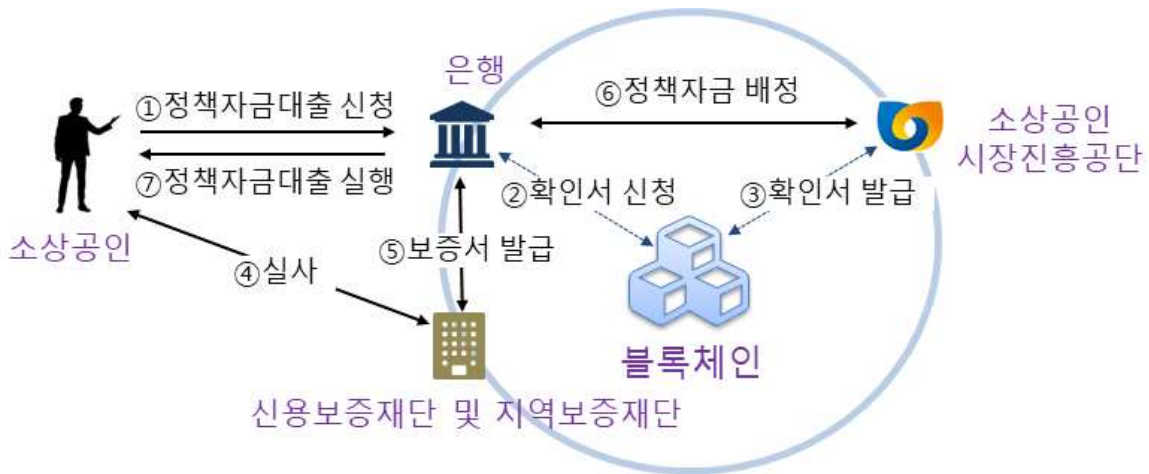 은행
①정책자금대출 신청
⑥정책자금 배정
소상공인
시장진흥공단
⑦정책자금대출 실행
②확인서 신청
③확인서 발급
소상공인
④실사
⑤보증서 발급
블록체인
신용보증재단 및 지역보증재단